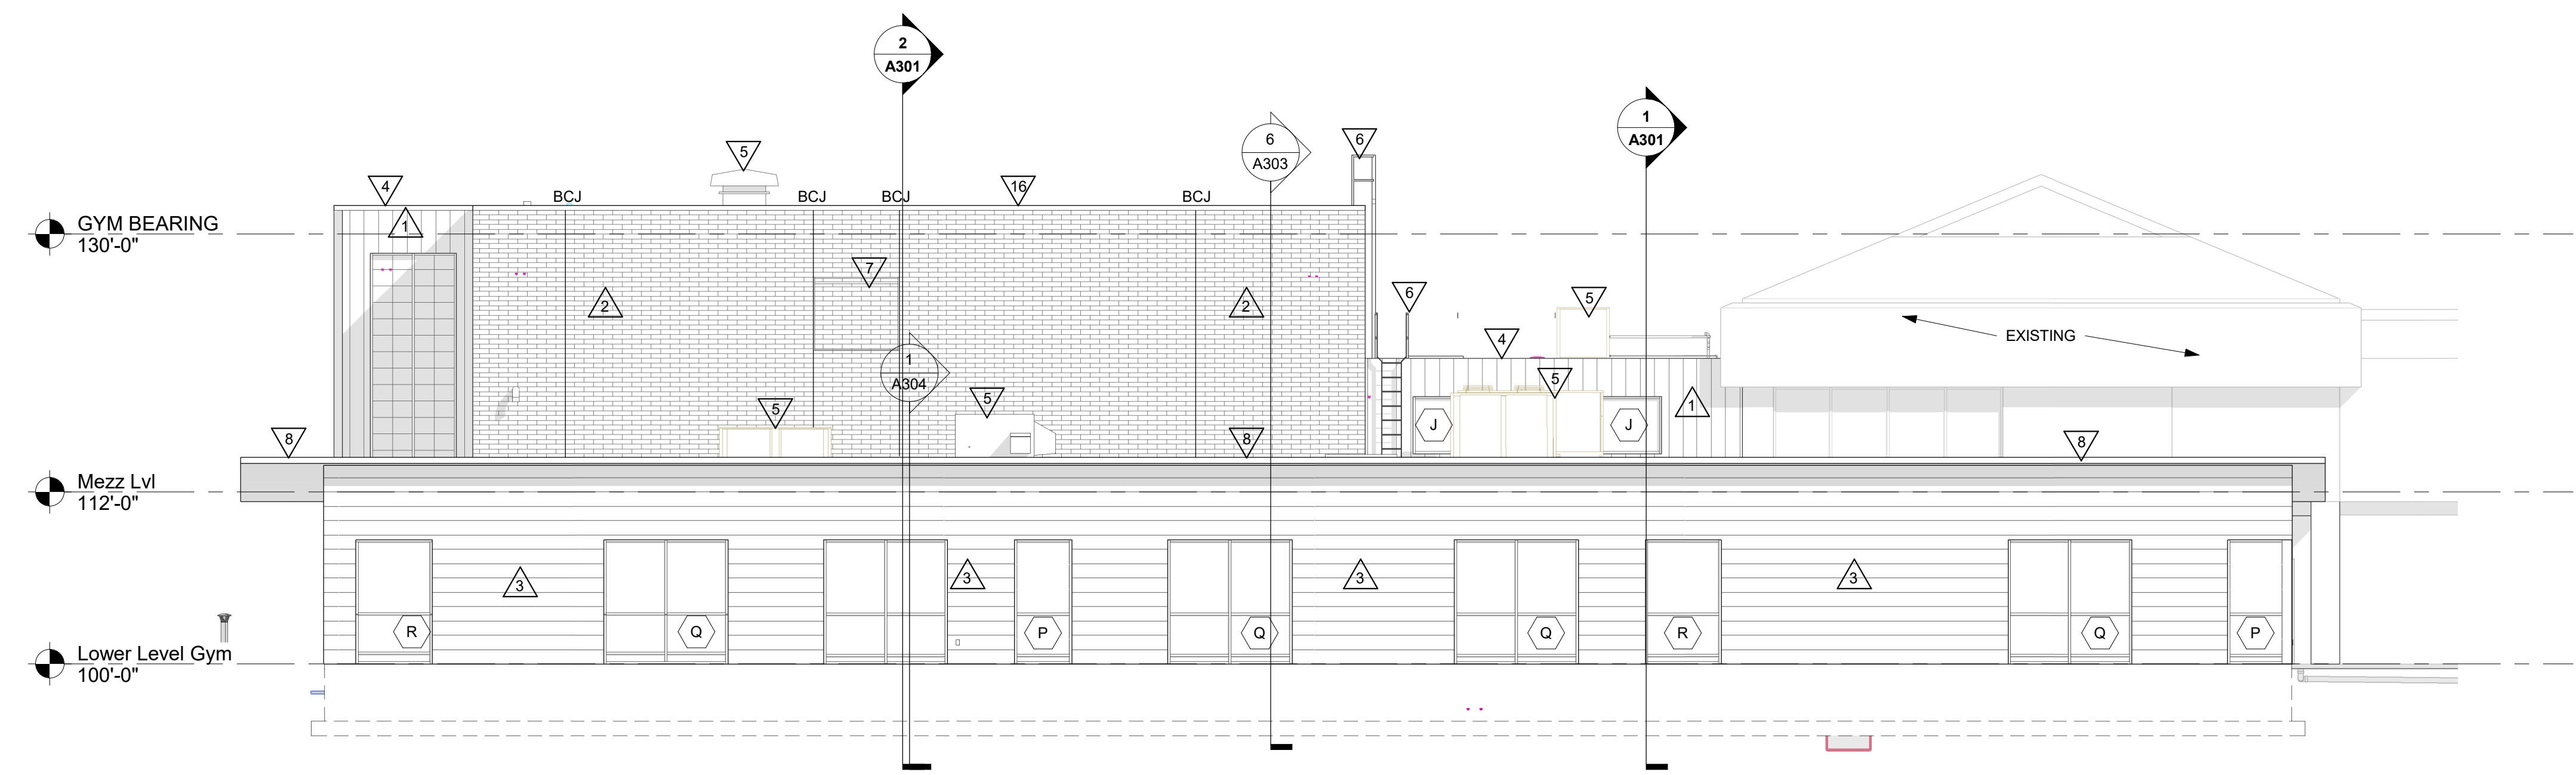 2
A301
1
A301
6
A303
6
5
4
BCJ
BCJ
BCJ
16
BCJ
GYM BEARING
130'-0"
1
7
2
2
6
5
EXISTING
4
1
A304
5
5
5
1
J
J
8
8
8
Mezz Lvl
112'-0"
3
3
3
3
R
Q
P
Q
Q
R
Q
P
Lower Level Gym
100'-0"